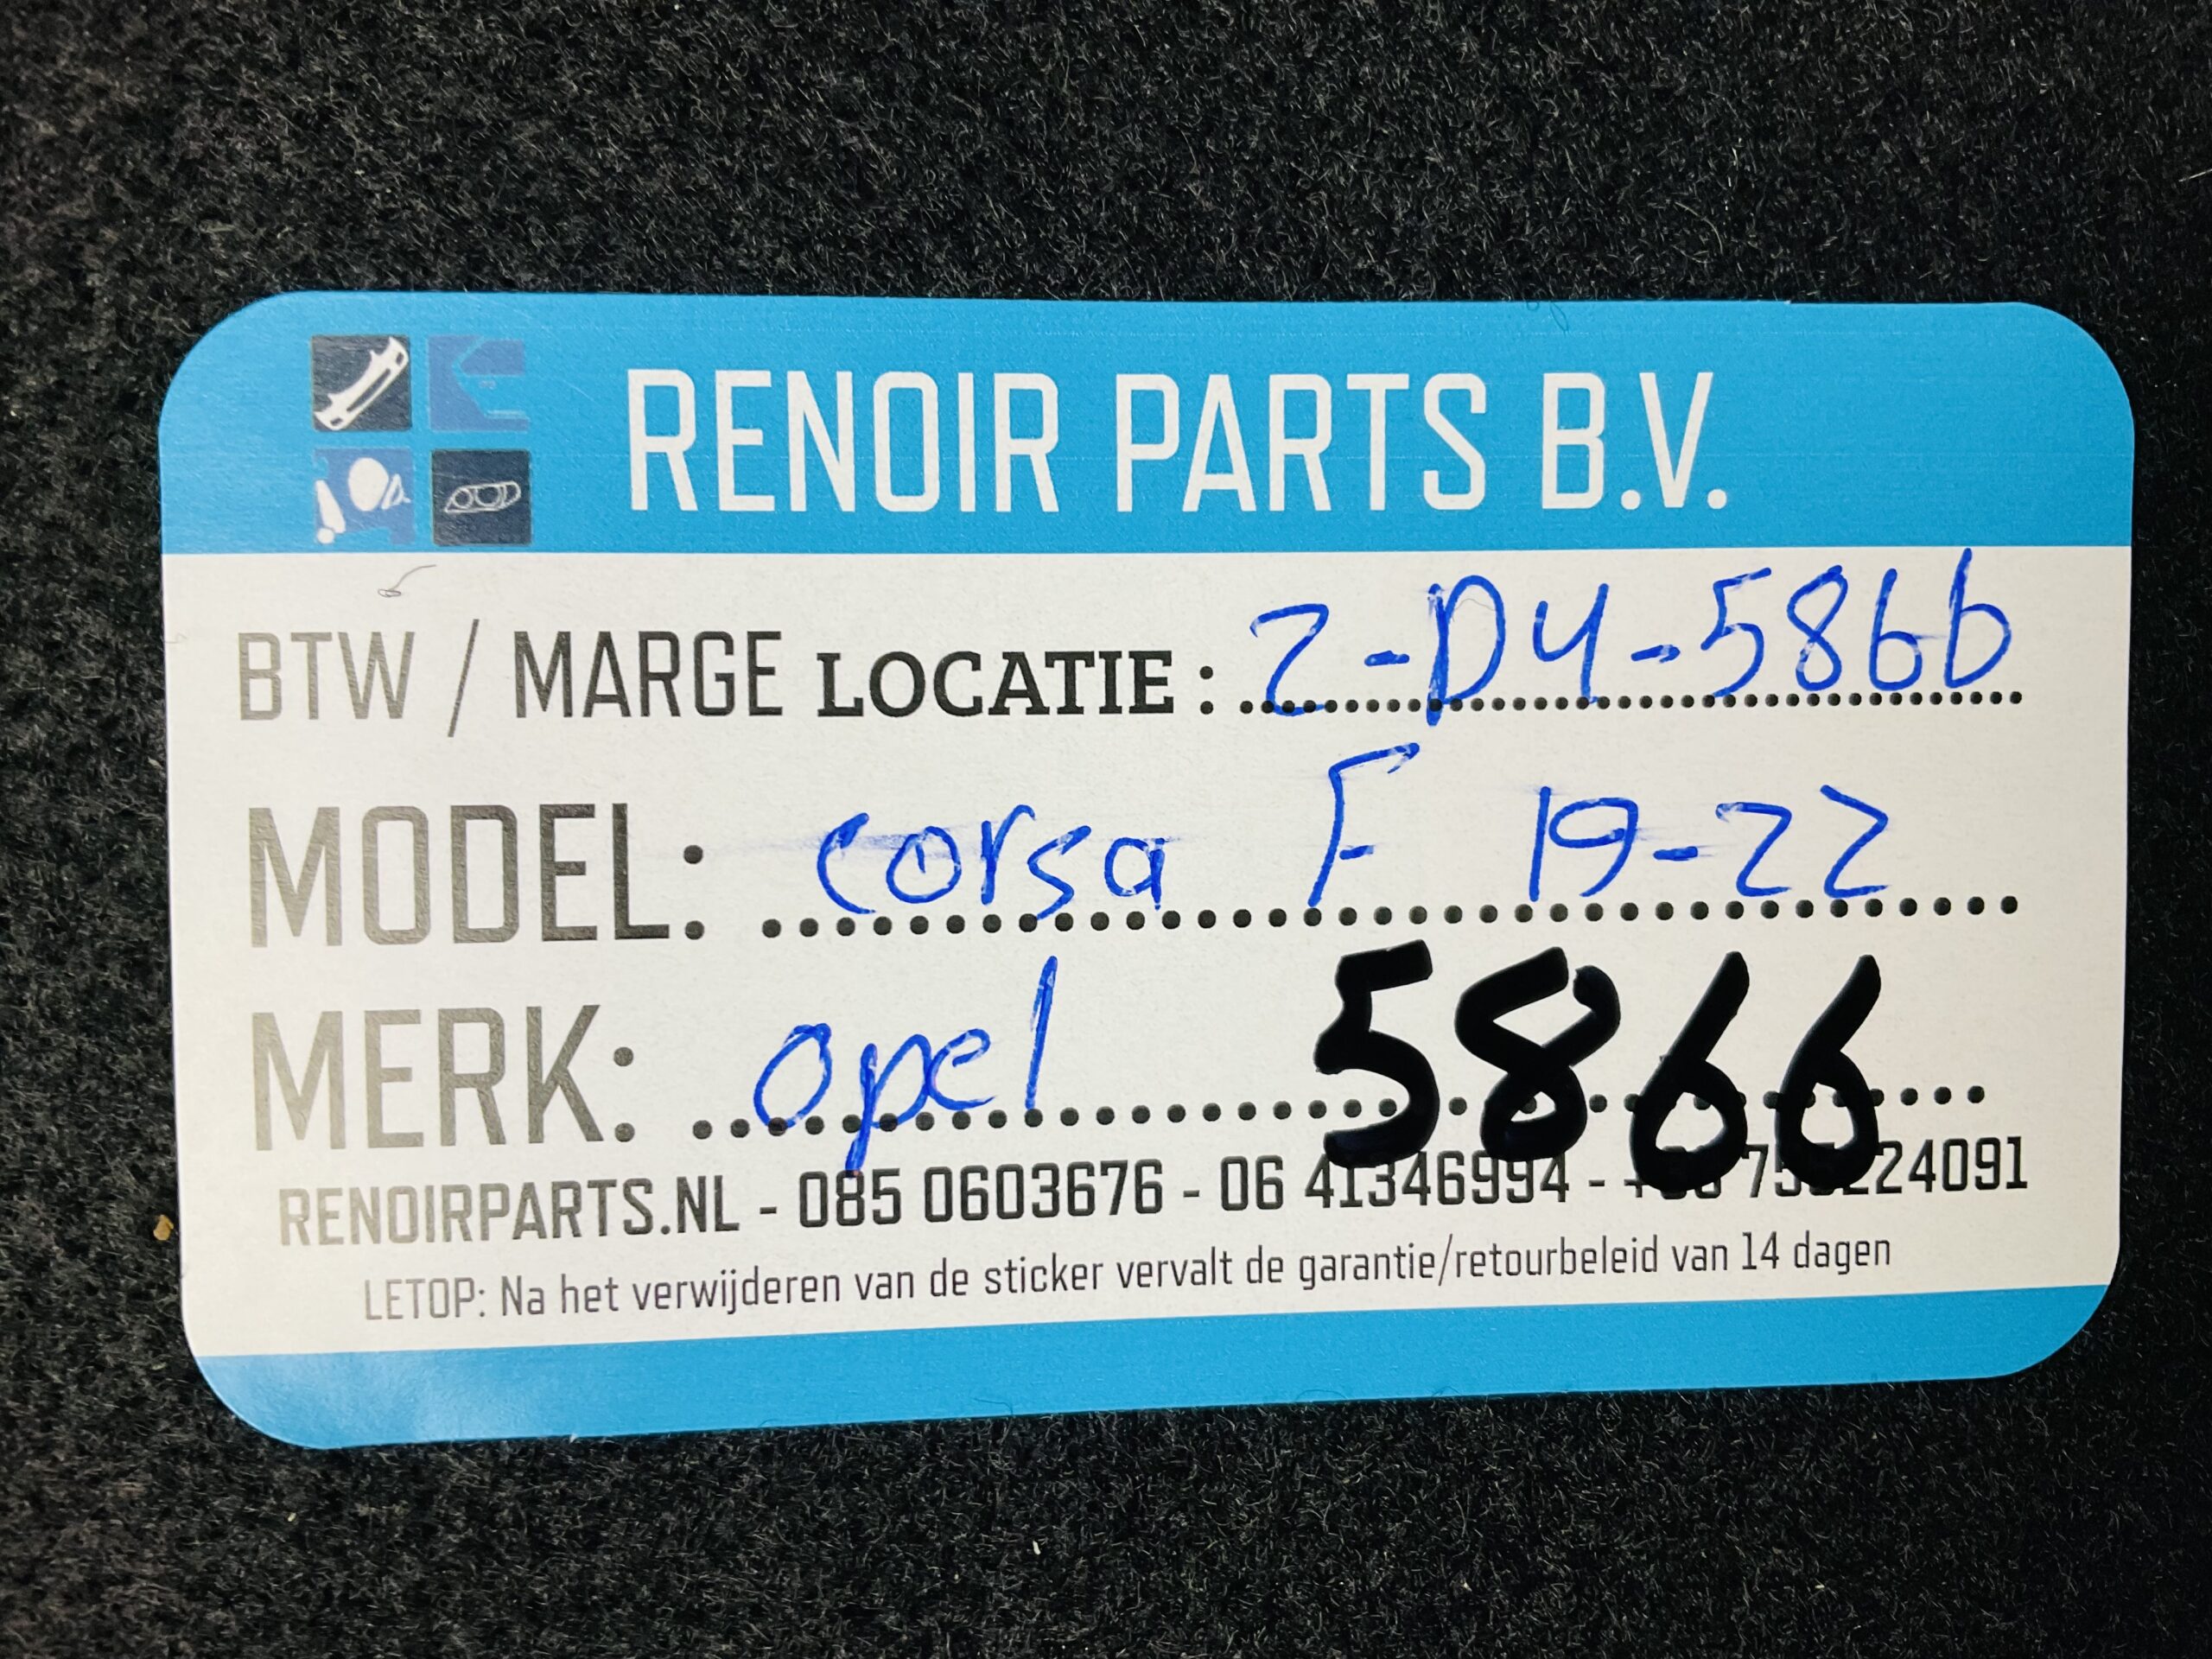 RENOIR PARTS B.V.
BTW / MARGE LOCATIE : 2-D4-5866
MODEL: corsa F 19-22
MERK: opel 5866
RENOIRPARTS.NL - 085 0603676 - 06 41346994 -
LETOP: Na het verwijderen van de sticker vervalt de garantie/retourbeleid van 14 dagen